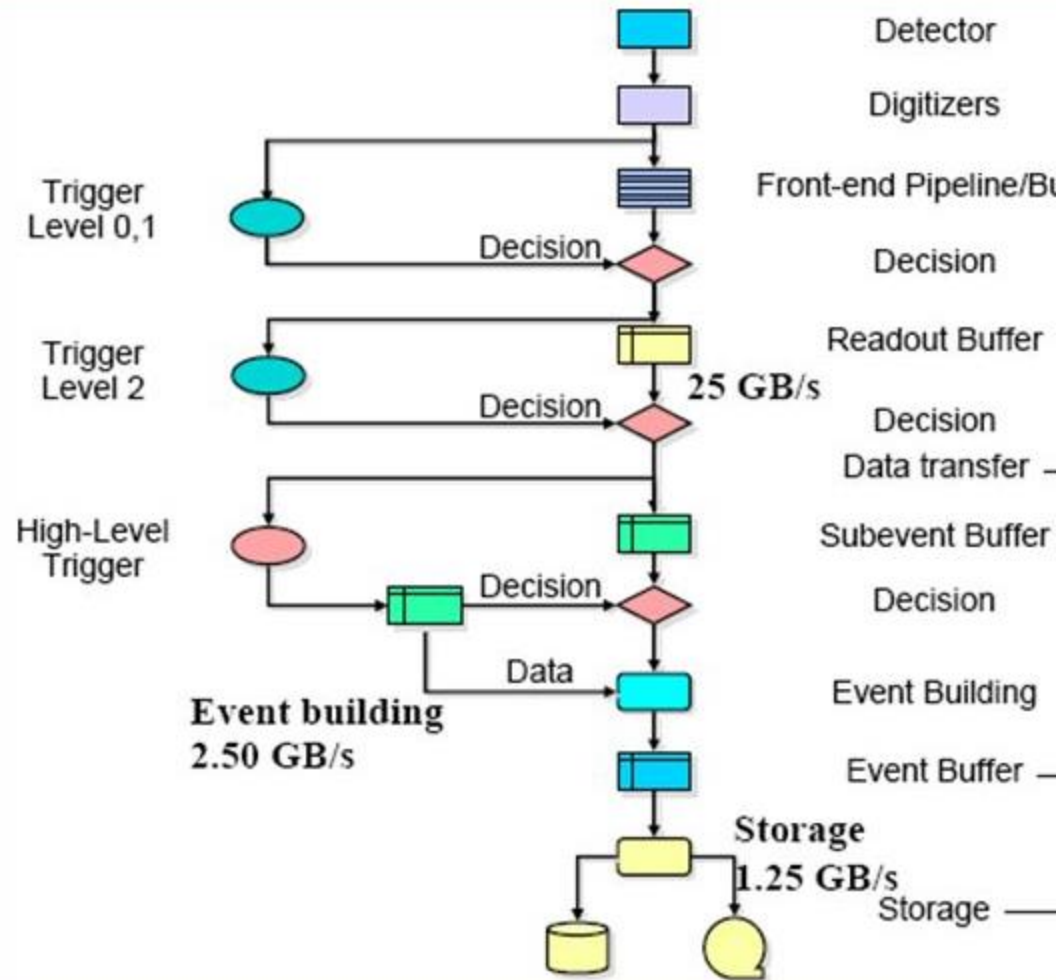 Detector
Digitizers
Trigger
Level 0,1
Front-end Pipeline/Bu
Decision
Decision
Trigger
Level 2
Readout Buffer
25 GB/s
Decision
Decision
Data transfer
High-Level
Trigger
Subevent Buffer
Decision
Decision
Data
Event Building
Event building
2.50 GB/s
Event Buffer
Storage
1.25 GB/s
Storage